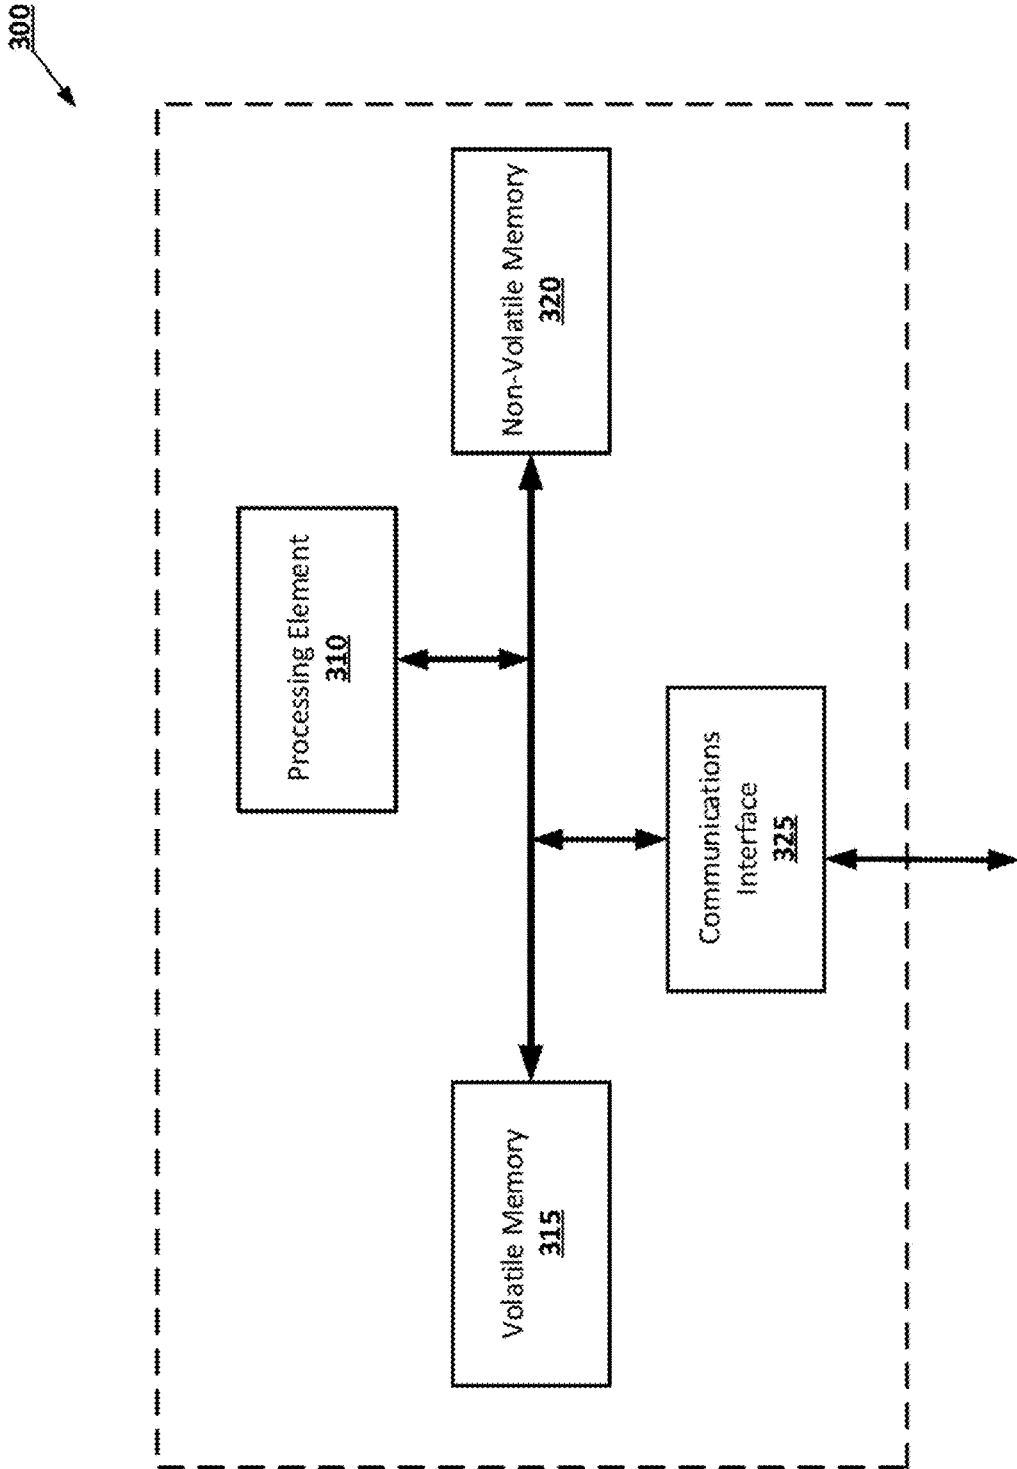 300
Processing Element
310
Volatile Memory
315
Non-Volatile Memory
320
Communications
Interface
325